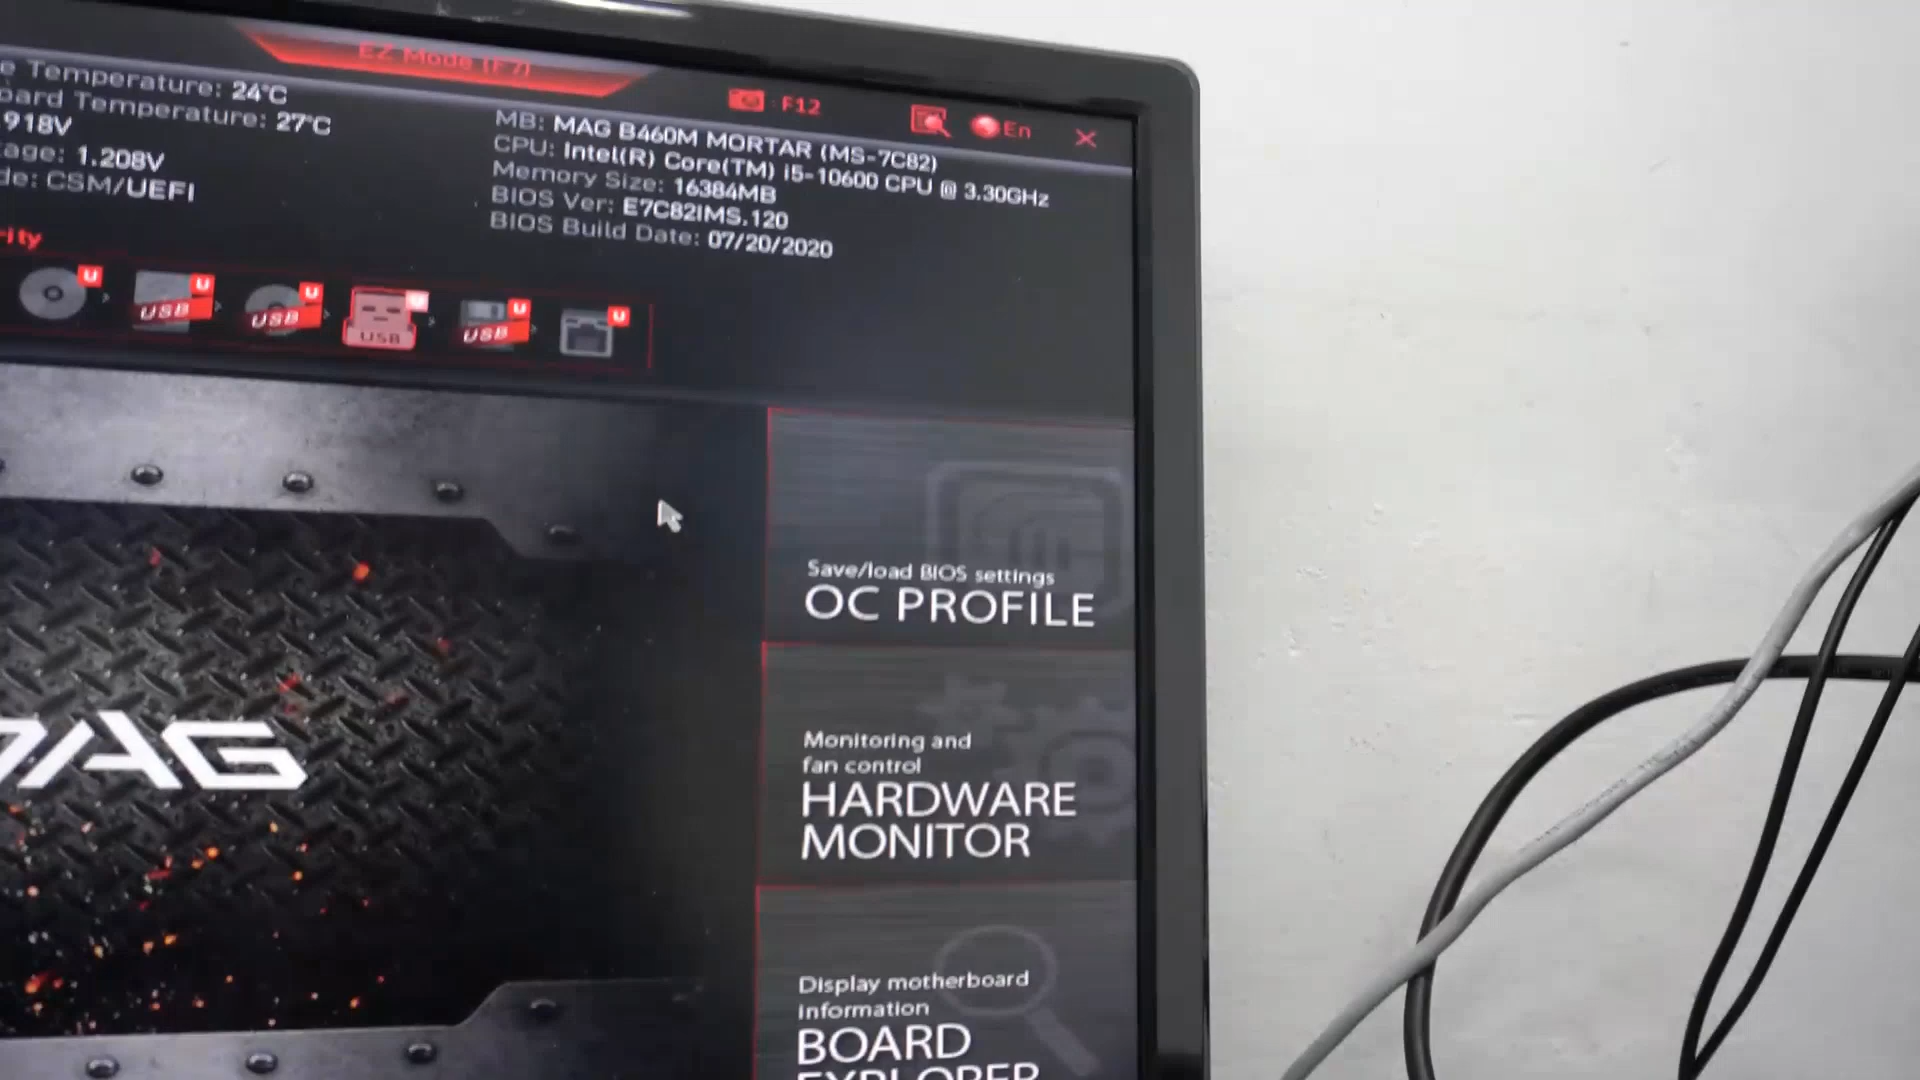 EZ Mode (F7)
e Temperature: 24°C
oard Temperature: 27°C
.918V
age: 1.208V
de: CSM/UEFI
: F12
En
MB: MAG B460M MORTAR (MS-7C82)
CPU: Intel(R) Core(TM) i5-10600 CPU @ 3.30GHz
Memory Size: 16384MB
BIOS Ver: E7C82IMS.120
BIOS Build Date: 07/20/2020
rity
U U U U U U
USB USB USB USB
Save/load BIOS settings
OC PROFILE
MAG
Monitoring and
fan control
HARDWARE
MONITOR
Display motherboard
information
BOARD
EXPLORER